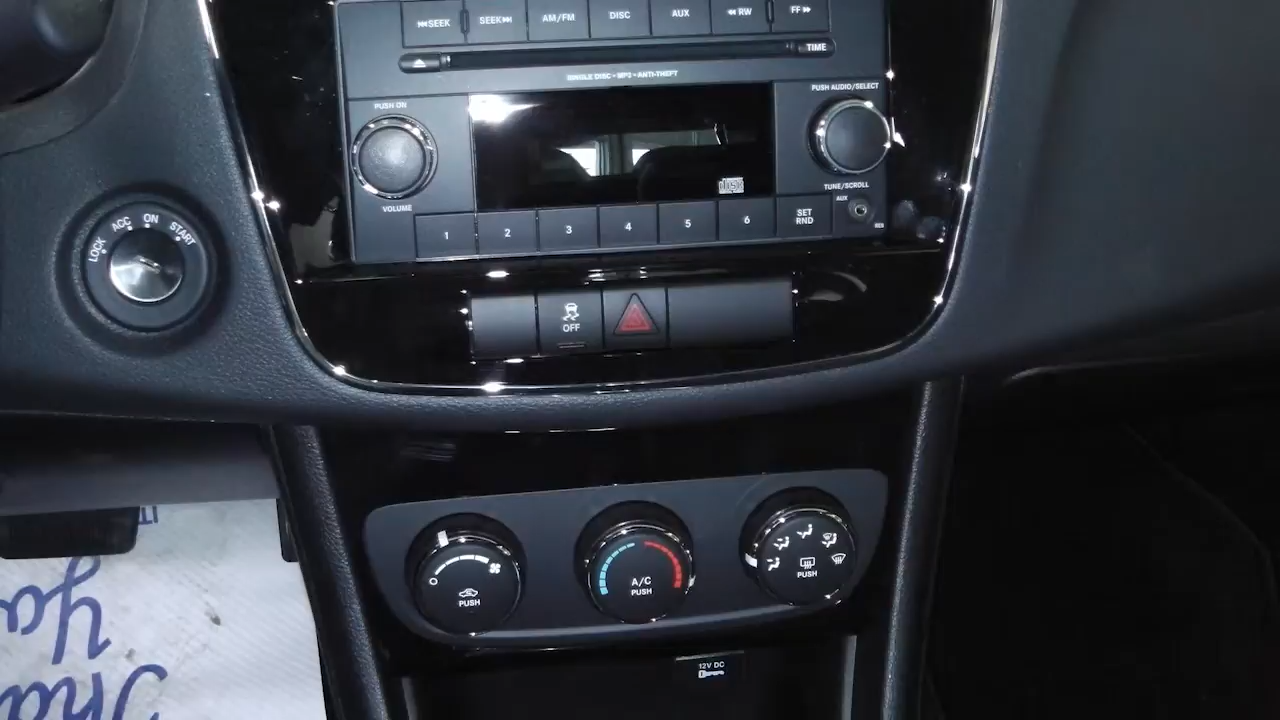 SEEK
SEEK
AM/FM
DISC
AUX
RW
FF
TIME
SINGLE DISC • MP3 • ANTI-THEFT
PUSH ON
PUSH AUDIO/SELECT
VOLUME
TUNE/SCROLL
1
2
3
4
5
6
SET
RND
AUX
LOCK
ACC
ON
START
OFF
PUSH
A/C
PUSH
PUSH
12V DC